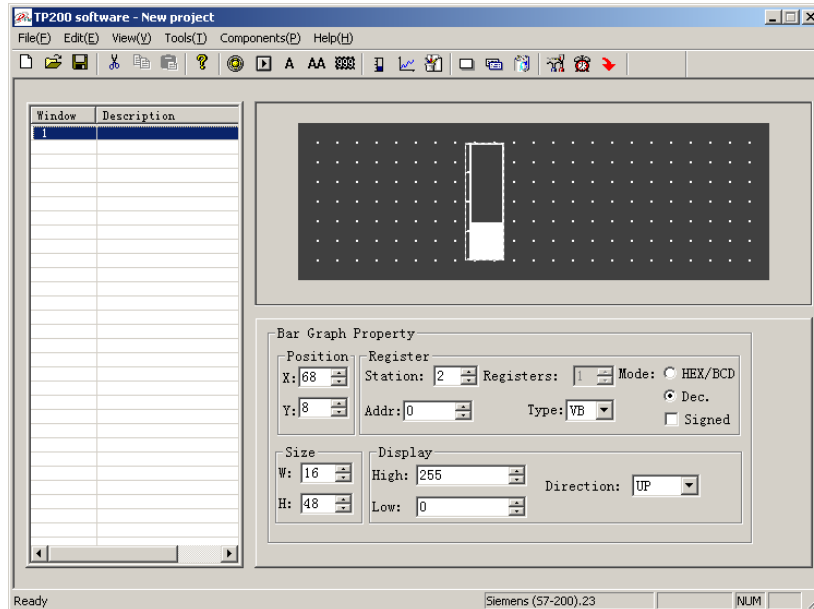 TP200 software - New project
File(F) Edit(E) View(V) Tools(T) Components(P) Help(H)
A AA
Window Description
1
Bar Graph Property
Position Register
X: 68 Station: 2 Registers: 1 Mode: HEX/BCD
Dec.
Y: 8 Addr: 0 Type: VB Signed
Size Display
W: 16 High: 255 Direction: UP
H: 48 Low: 0
Ready Siemens (S7-200).23 NUM